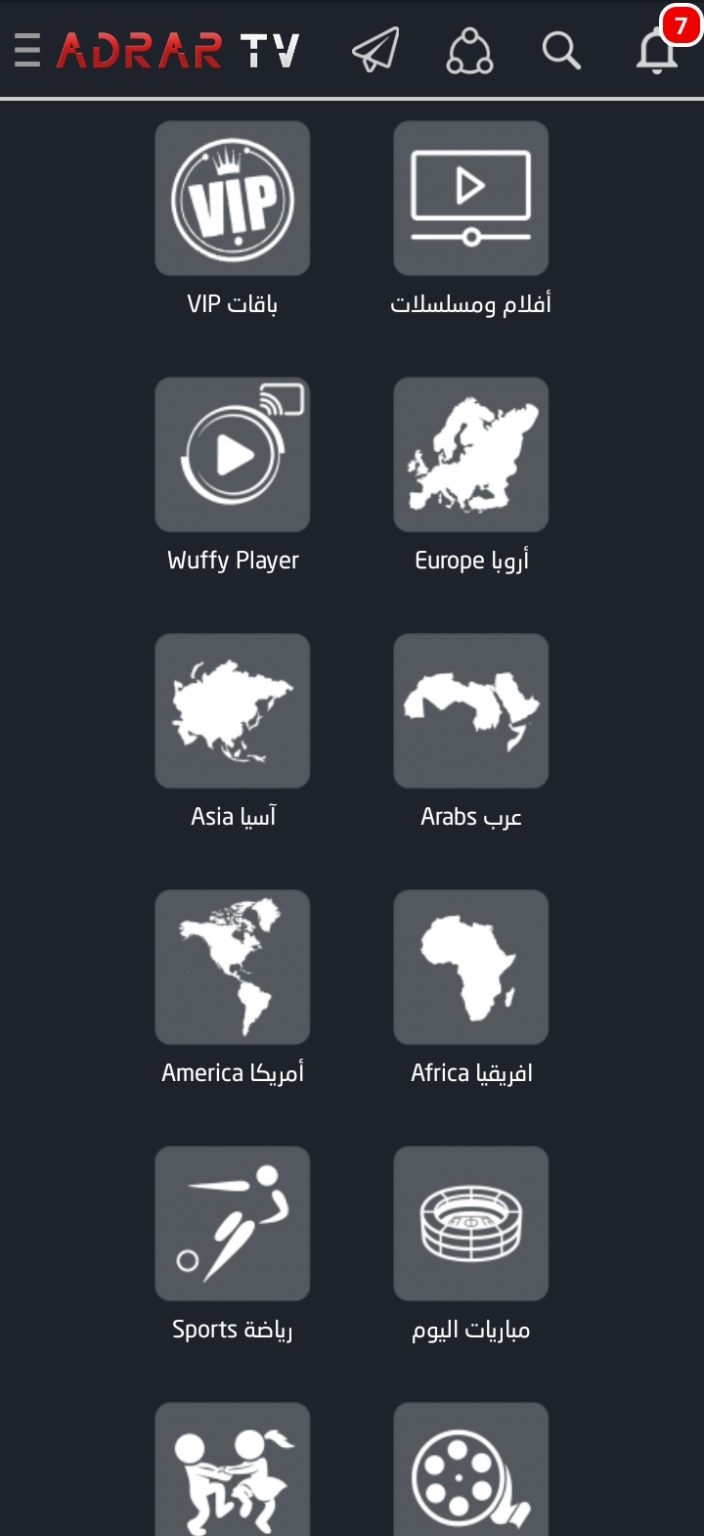 ADRAR TV
7
VIP
باقات VIP
أفلام ومسلسلات
Wuffy Player
أروبا Europe
آسيا Asia
عرب Arabs
أمريكا America
افريقيا Africa
رياضة Sports
مباريات اليوم